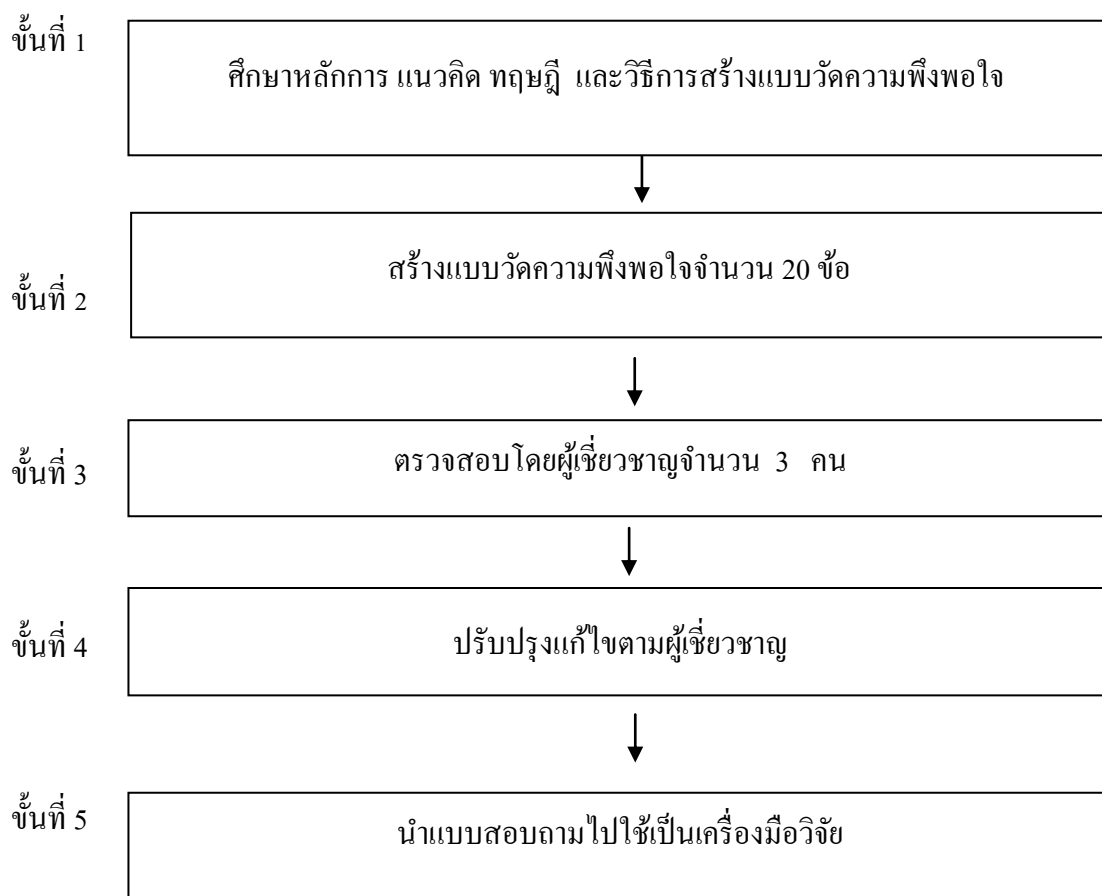 ขั้นที่ 1
ศึกษาหลักการ แนวคิด ทฤษฎี และวิธีการสร้างแบบวัดความพึงพอใจ
ขั้นที่ 2
สร้างแบบวัดความพึงพอใจจำนวน 20 ข้อ
ขั้นที่ 3
ตรวจสอบโดยผู้เชี่ยวชาญจำนวน 3 คน
ขั้นที่ 4
ปรับปรุงแก้ไขตามผู้เชี่ยวชาญ
ขั้นที่ 5
นำแบบสอบถามไปใช้เป็นเครื่องมือวิจัย